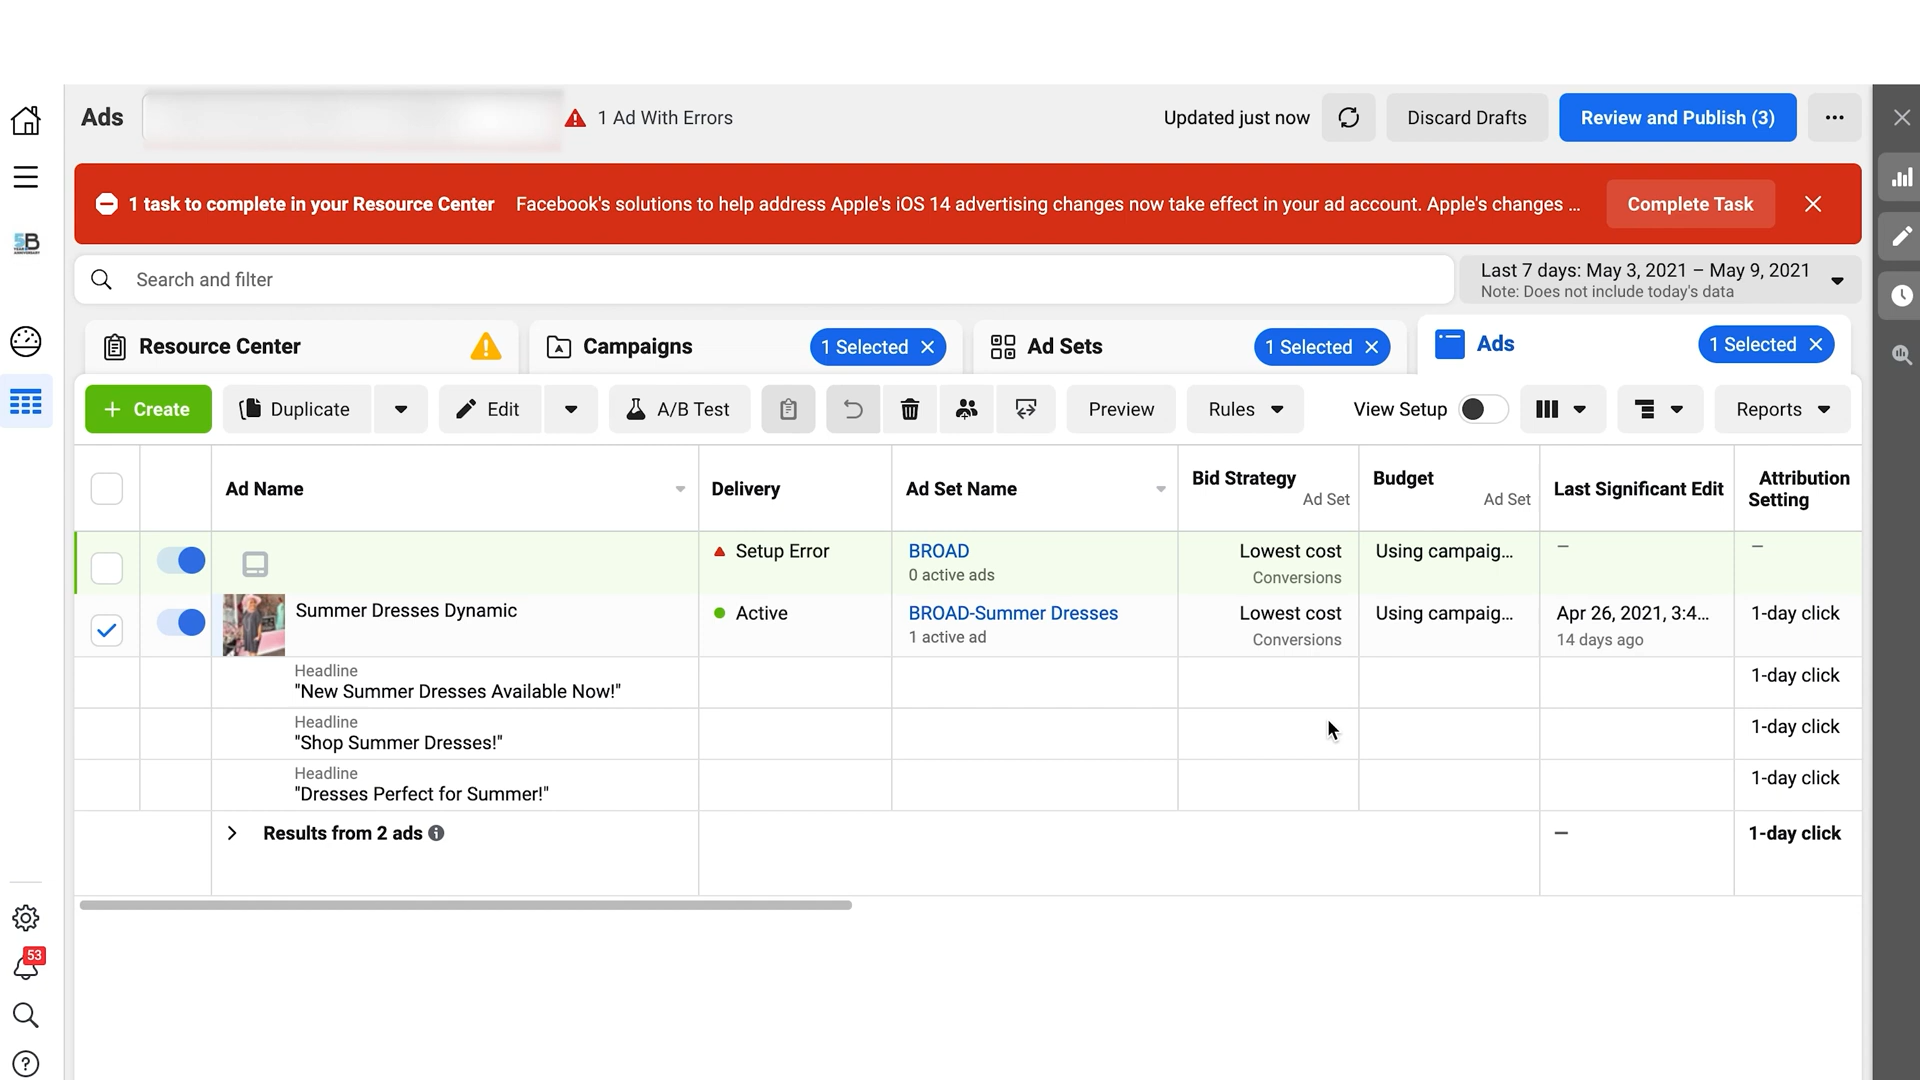 Ads
1 Ad With Errors
Updated just now
Discard Drafts
Review and Publish (3)
1 task to complete in your Resource Center
Facebook's solutions to help address Apple's iOS 14 advertising changes now take effect in your ad account. Apple's changes ...
Complete Task
Search and filter
Last 7 days: May 3, 2021 – May 9, 2021
Note: Does not include today's data
Resource Center
Campaigns
1 Selected
Ad Sets
1 Selected
Ads
1 Selected
+ Create
Duplicate
Edit
A/B Test
Preview
Rules
View Setup
Reports
Ad Name
Delivery
Ad Set Name
Bid Strategy
Ad Set
Budget
Ad Set
Last Significant Edit
Attribution
Setting
Setup Error
BROAD
0 active ads
Lowest cost
Conversions
Using campaig...
–
–
Summer Dresses Dynamic
Active
BROAD-Summer Dresses
1 active ad
Lowest cost
Conversions
Using campaig...
Apr 26, 2021, 3:4...
14 days ago
1-day click
Headline
"New Summer Dresses Available Now!"
1-day click
Headline
"Shop Summer Dresses!"
1-day click
Headline
"Dresses Perfect for Summer!"
1-day click
Results from 2 ads
–
1-day click
53